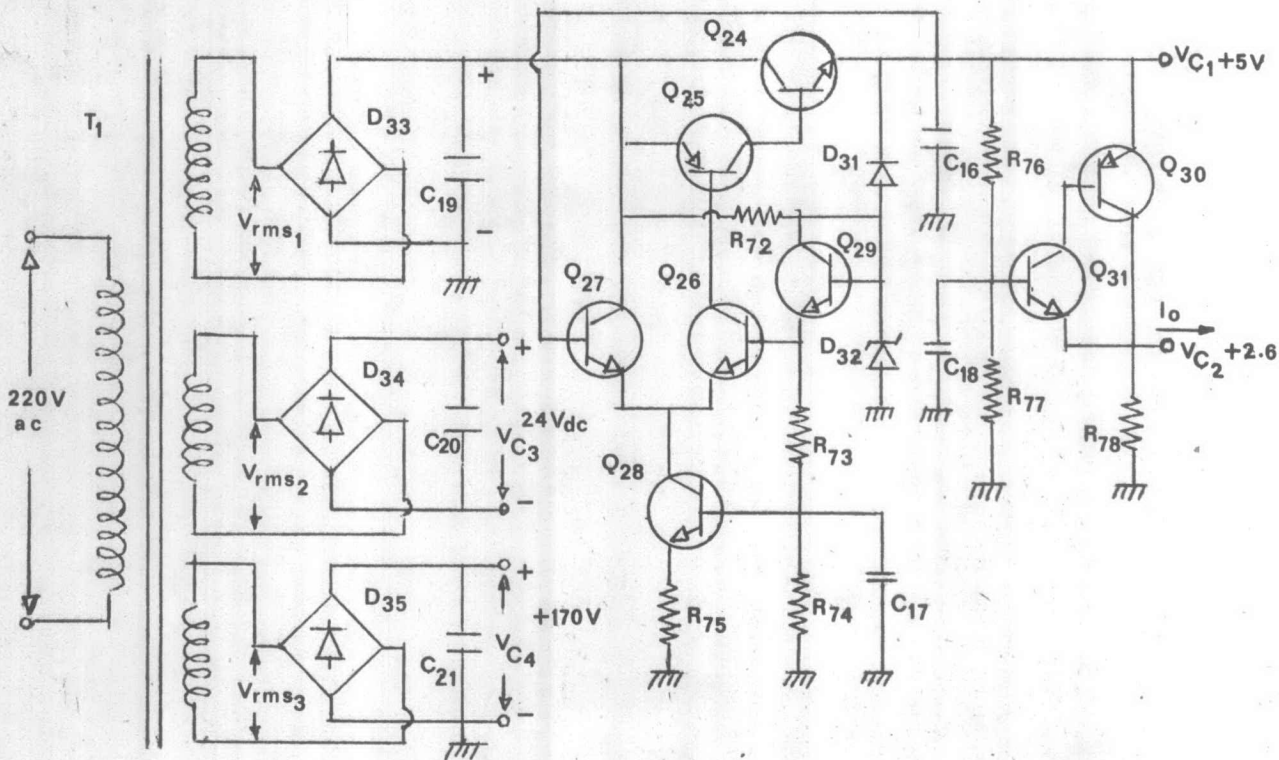 Q24
VC1+5V
Q25
T1
D33
D31
C16
R76
Q30
C19
Vrms1
+
−
R72
Q29
Q31
Q27
Q26
D32
C18
R77
Io
VC2+2.6
R78
220V
ac
D34
+
24Vdc
C20
VC3
−
Vrms2
Q28
R73
D35
+
+170V
C21
VC4
−
Vrms3
R75
R74
C17